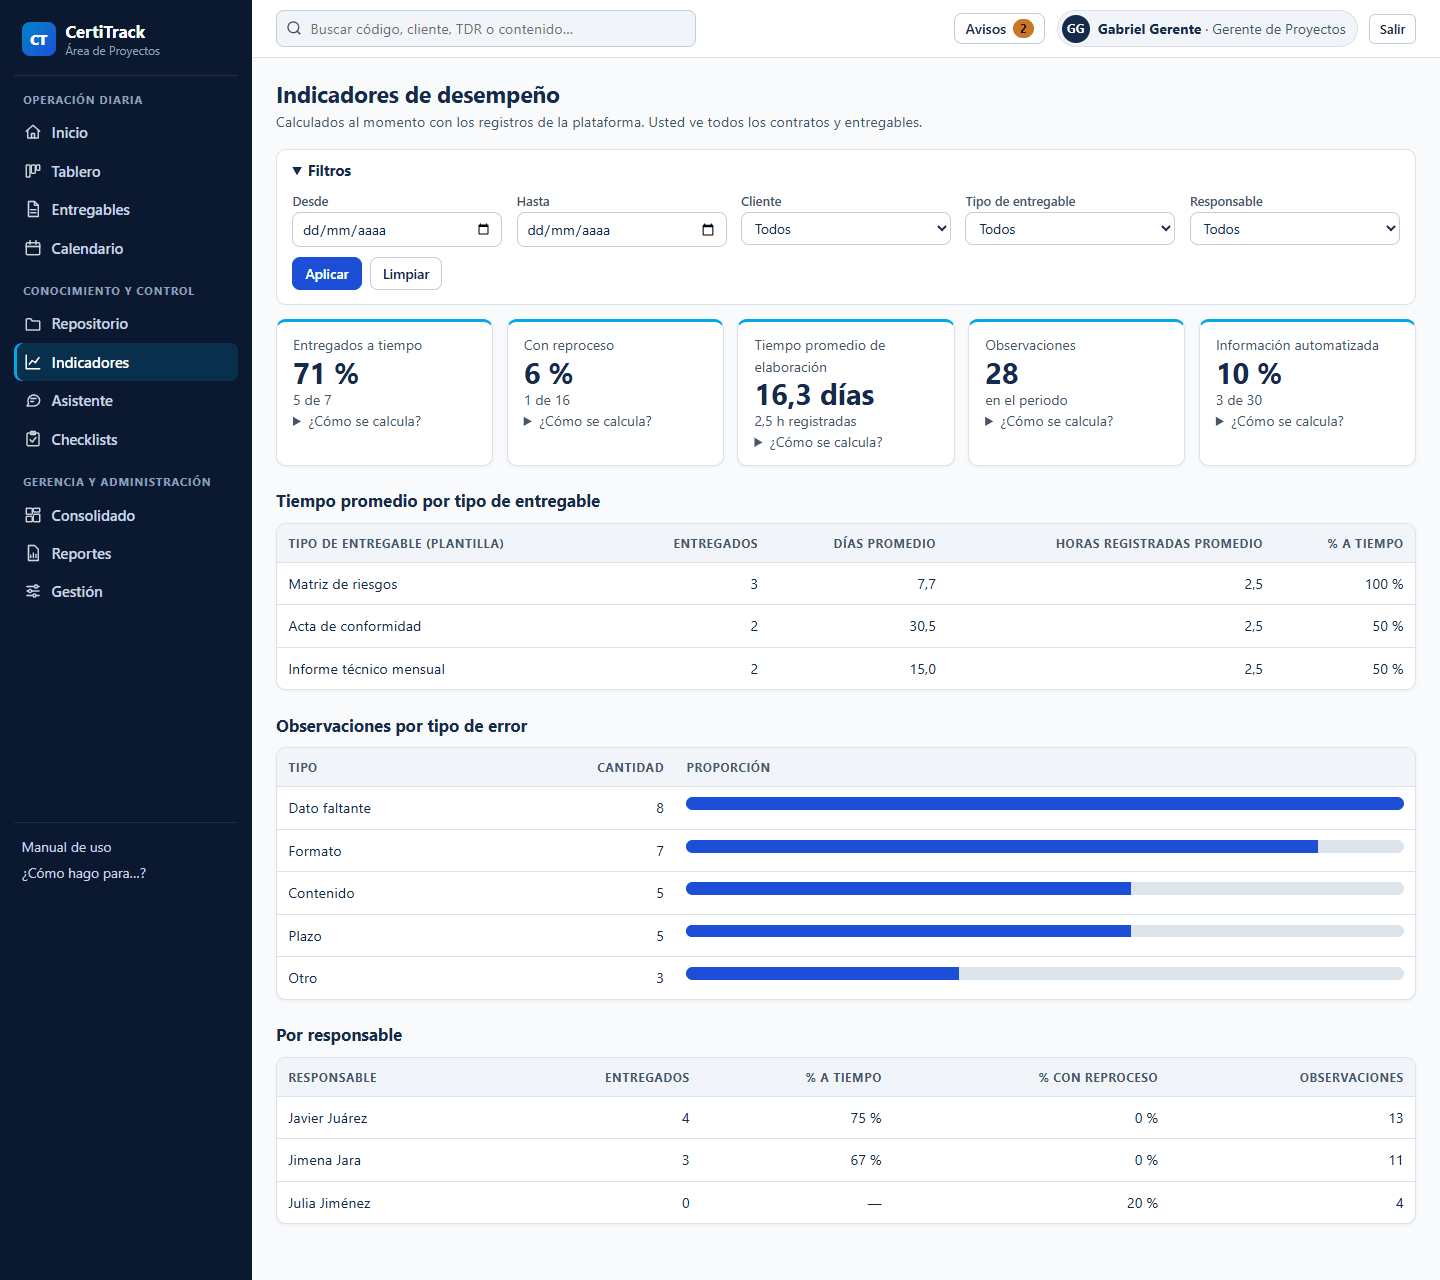 CT
CertiTrack
Área de Proyectos
OPERACIÓN DIARIA
Inicio
Tablero
Entregables
Calendario
CONOCIMIENTO Y CONTROL
Repositorio
Indicadores
Asistente
Checklists
GERENCIA Y ADMINISTRACIÓN
Consolidado
Reportes
Gestión
Manual de uso
¿Cómo hago para...?
Buscar código, cliente, TDR o contenido...
Avisos 2
GG Gabriel Gerente · Gerente de Proyectos
Salir
Indicadores de desempeño
Calculados al momento con los registros de la plataforma. Usted ve todos los contratos y entregables.
Filtros
Desde Hasta Cliente Tipo de entregable Responsable
dd/mm/aaaa dd/mm/aaaa Todos Todos Todos
Aplicar Limpiar
Entregados a tiempo
71 %
5 de 7
¿Cómo se calcula?
Con reproceso
6 %
1 de 16
¿Cómo se calcula?
Tiempo promedio de
elaboración
16,3 días
2,5 h registradas
¿Cómo se calcula?
Observaciones
28
en el periodo
¿Cómo se calcula?
Información automatizada
10 %
3 de 30
¿Cómo se calcula?
Tiempo promedio por tipo de entregable
TIPO DE ENTREGABLE (PLANTILLA) ENTREGADOS DÍAS PROMEDIO HORAS REGISTRADAS PROMEDIO % A TIEMPO
Matriz de riesgos 3 7,7 2,5 100 %
Acta de conformidad 2 30,5 2,5 50 %
Informe técnico mensual 2 15,0 2,5 50 %
Observaciones por tipo de error
TIPO CANTIDAD PROPORCIÓN
Dato faltante 8
Formato 7
Contenido 5
Plazo 5
Otro 3
Por responsable
RESPONSABLE ENTREGADOS % A TIEMPO % CON REPROCESO OBSERVACIONES
Javier Juárez 4 75 % 0 % 13
Jimena Jara 3 67 % 0 % 11
Julia Jiménez 0 — 20 % 4